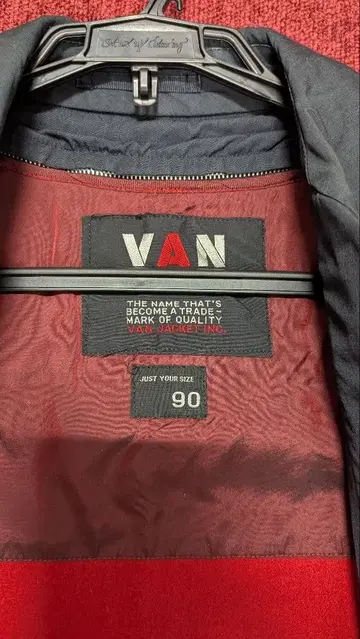 VAN
THE NAME THAT'S
BECOME A TRADE-
MARK OF QUALITY
VAN JACKET INC.
JUST YOUR SIZE
90